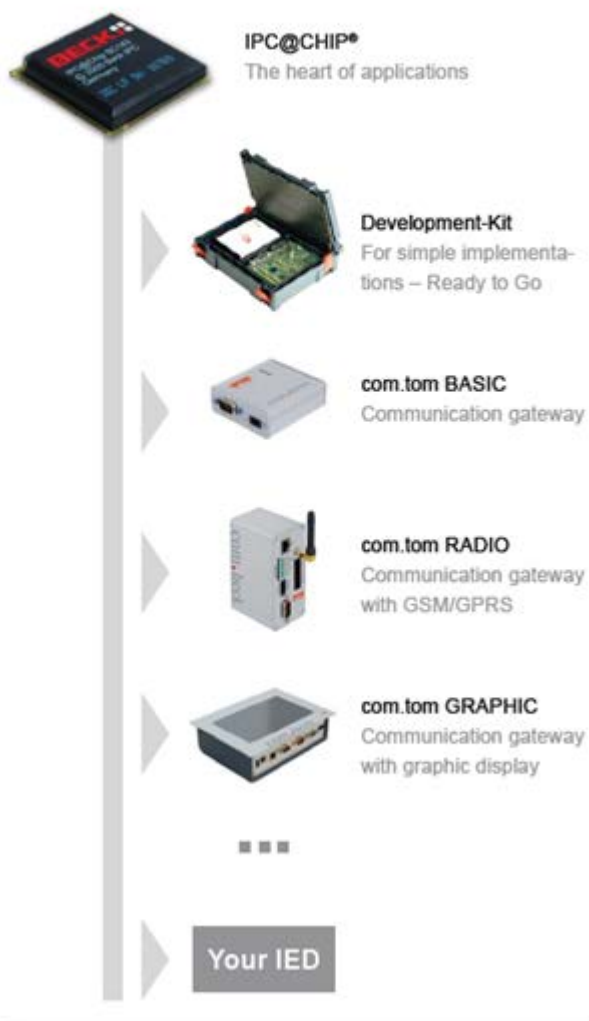 BECK
IPC@CHIP®
The heart of applications
Development-Kit
For simple implementa-
tions – Ready to Go
com.tom BASIC
Communication gateway
com.tom RADIO
Communication gateway
with GSM/GPRS
com.tom GRAPHIC
Communication gateway
with graphic display
Your IED